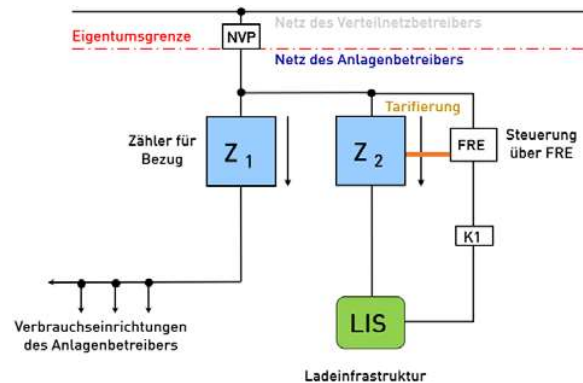 Netz des Verteilnetzbetreibers
Eigentumsgrenze
NVP
Netz des Anlagenbetreibers
Tarifierung
Zähler für
Bezug
Z 1
Z 2
FRE
Steuerung
über FRE
K1
LIS
Verbrauchseinrichtungen
des Anlagenbetreibers
Ladeinfrastruktur